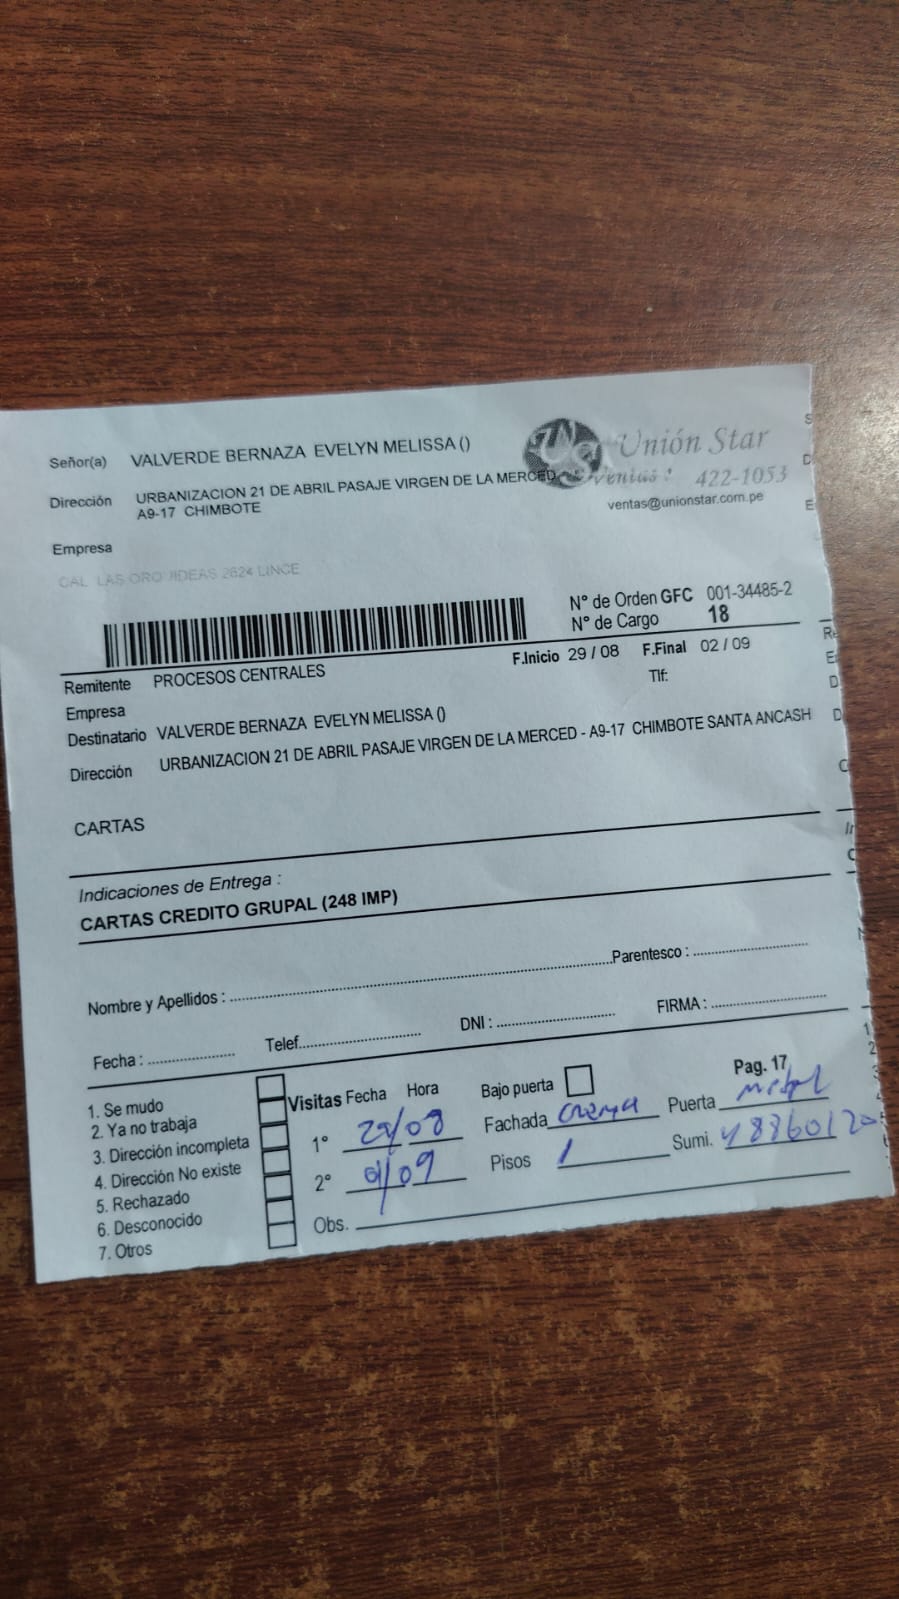 Señor(a) VALVERDE BERNAZA EVELYN MELISSA ()
Unión Star
Dirección URBANIZACION 21 DE ABRIL PASAJE VIRGEN DE LA MERCED
A9-17 CHIMBOTE
ventas: 422-1053
ventas@unionstar.com.pe
Empresa
CAL LAS ORQUIDEAS 2624 LINCE
N° de Orden GFC 001-34485-2
N° de Cargo 18
F.Inicio 29 / 08 F.Final 02 / 09
Remitente PROCESOS CENTRALES
Tlf:
Empresa
Destinatario VALVERDE BERNAZA EVELYN MELISSA ()
Dirección URBANIZACION 21 DE ABRIL PASAJE VIRGEN DE LA MERCED - A9-17 CHIMBOTE SANTA ANCASH
CARTAS
Indicaciones de Entrega :
CARTAS CREDITO GRUPAL (248 IMP)
Nombre y Apellidos : Parentesco :
Fecha : Telef. DNI : FIRMA :
Pag. 17
1. Se mudo
2. Ya no trabaja
3. Dirección incompleta
4. Dirección No existe
5. Rechazado
6. Desconocido
7. Otros
Visitas Fecha Hora
1°
2° 01/09
Obs.
Bajo puerta
Fachada crema Puerta metal
Pisos 1 Sumi.